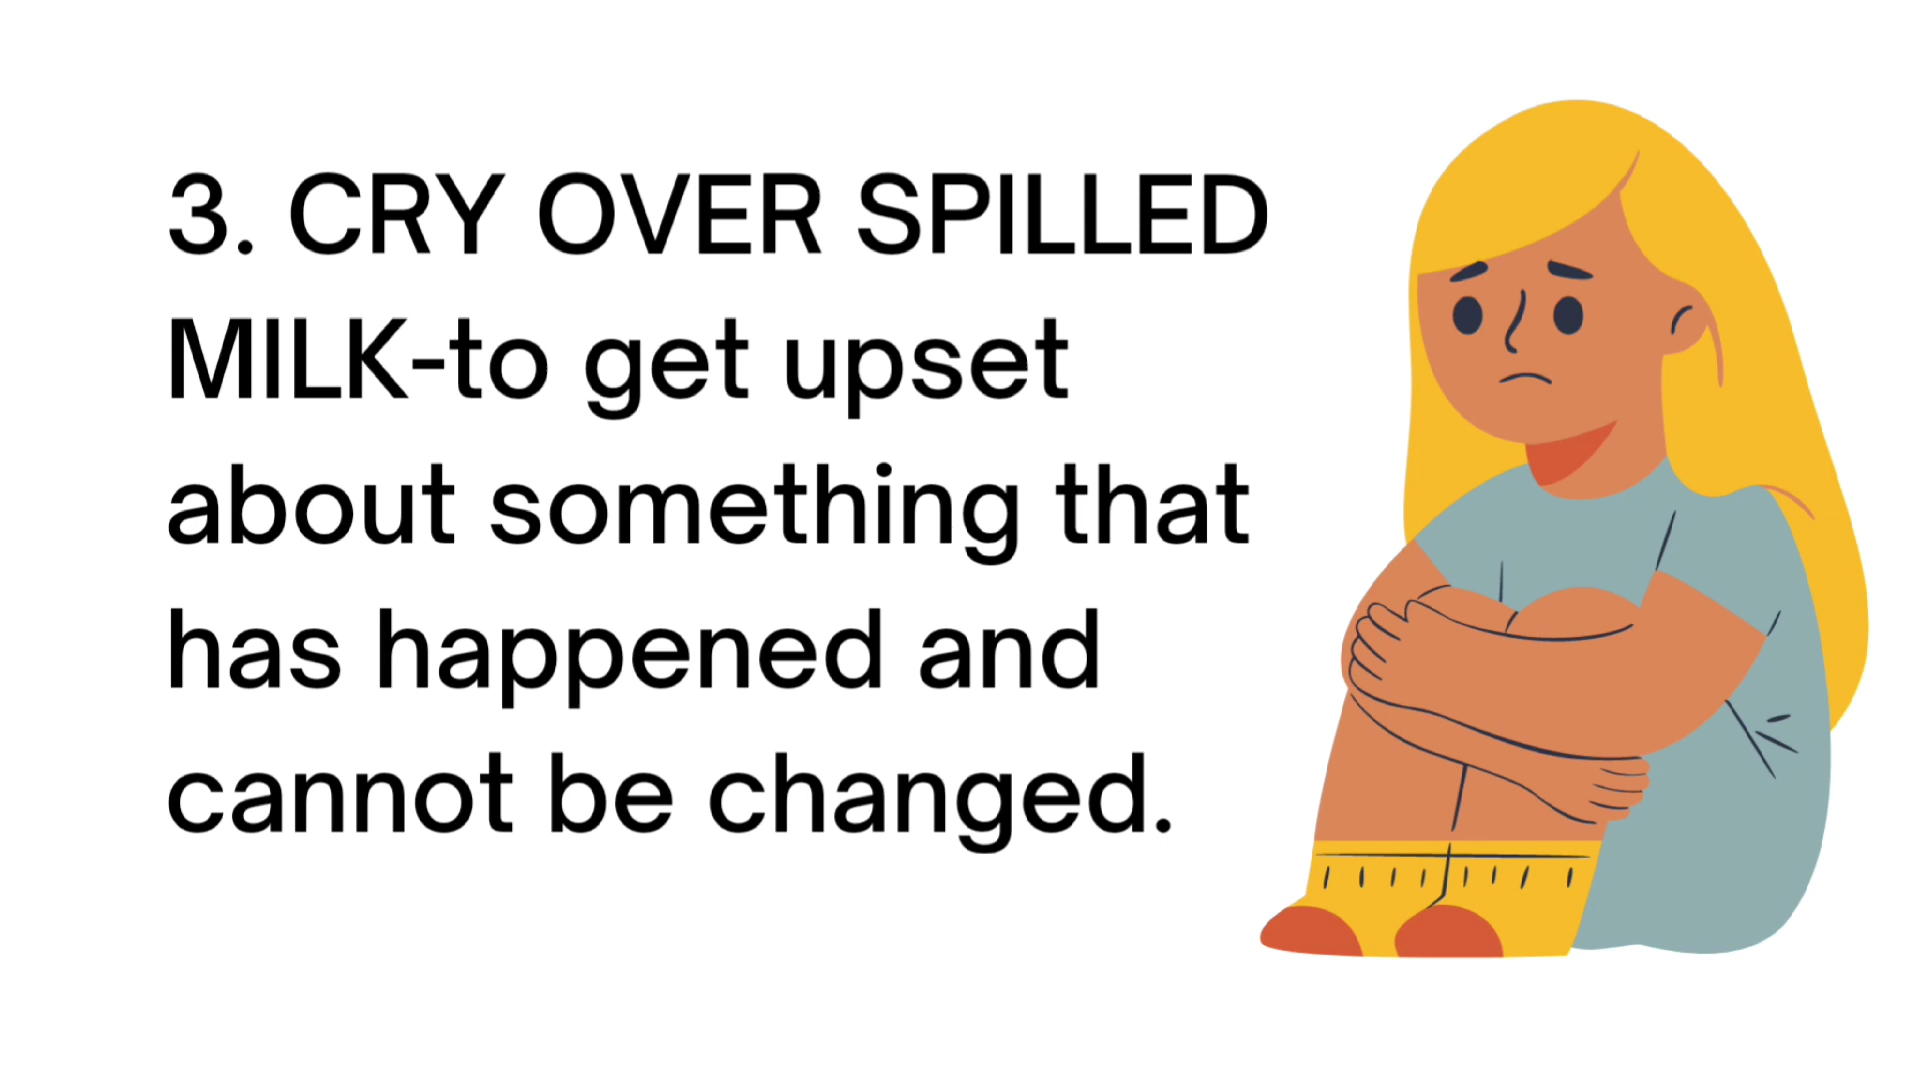 3. CRY OVER SPILLED
MILK-to get upset
about something that
has happened and
cannot be changed.